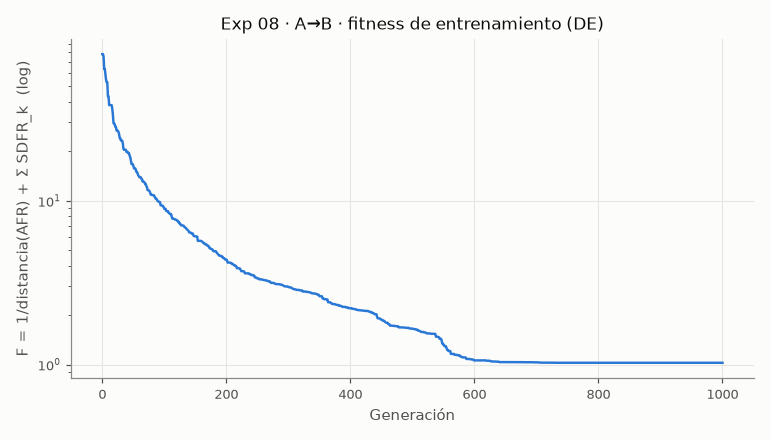 Exp 08 · A→B · fitness de entrenamiento (DE)
F = 1/distancia(AFR) + Σ SDFR_k (log)
10¹
10⁰
0 200 400 600 800 1000
Generación